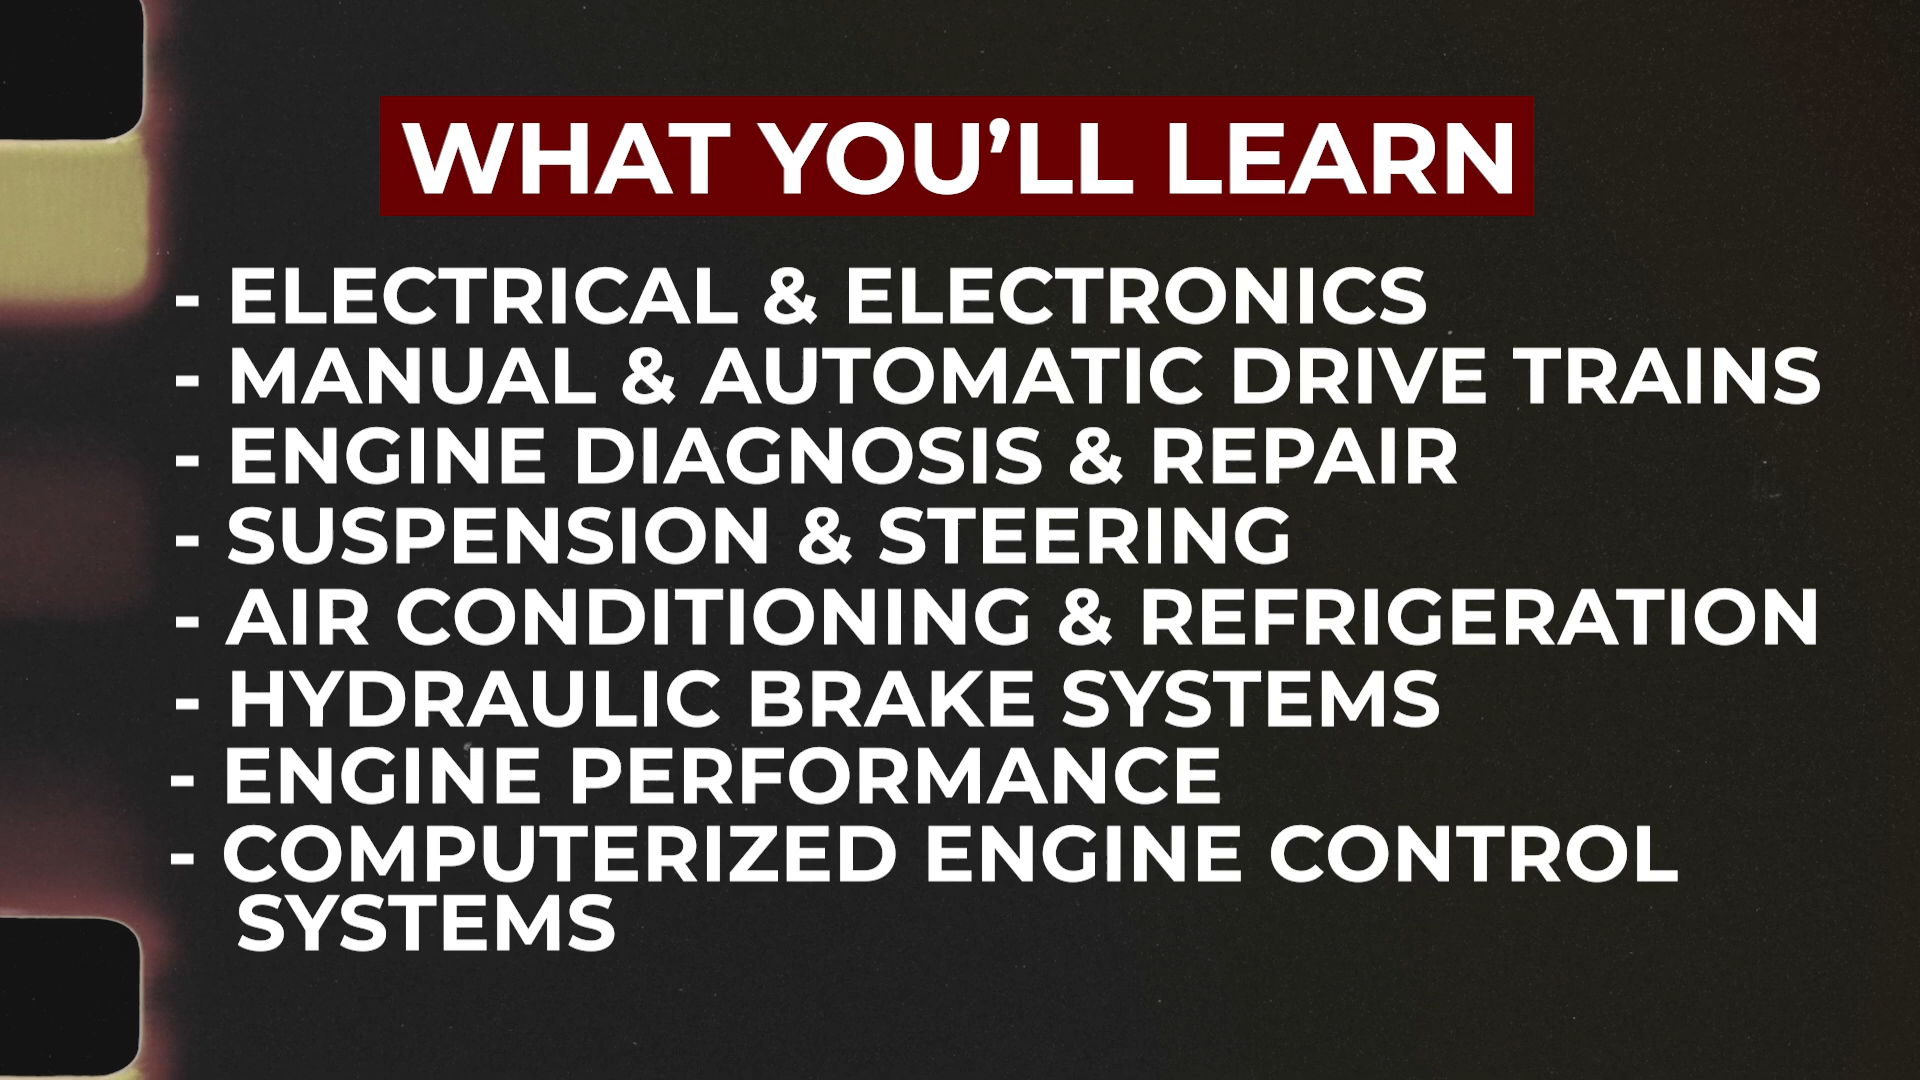 WHAT YOU’LL LEARN
- ELECTRICAL & ELECTRONICS
- MANUAL & AUTOMATIC DRIVE TRAINS
- ENGINE DIAGNOSIS & REPAIR
- SUSPENSION & STEERING
- AIR CONDITIONING & REFRIGERATION
- HYDRAULIC BRAKE SYSTEMS
- ENGINE PERFORMANCE
- COMPUTERIZED ENGINE CONTROL
SYSTEMS